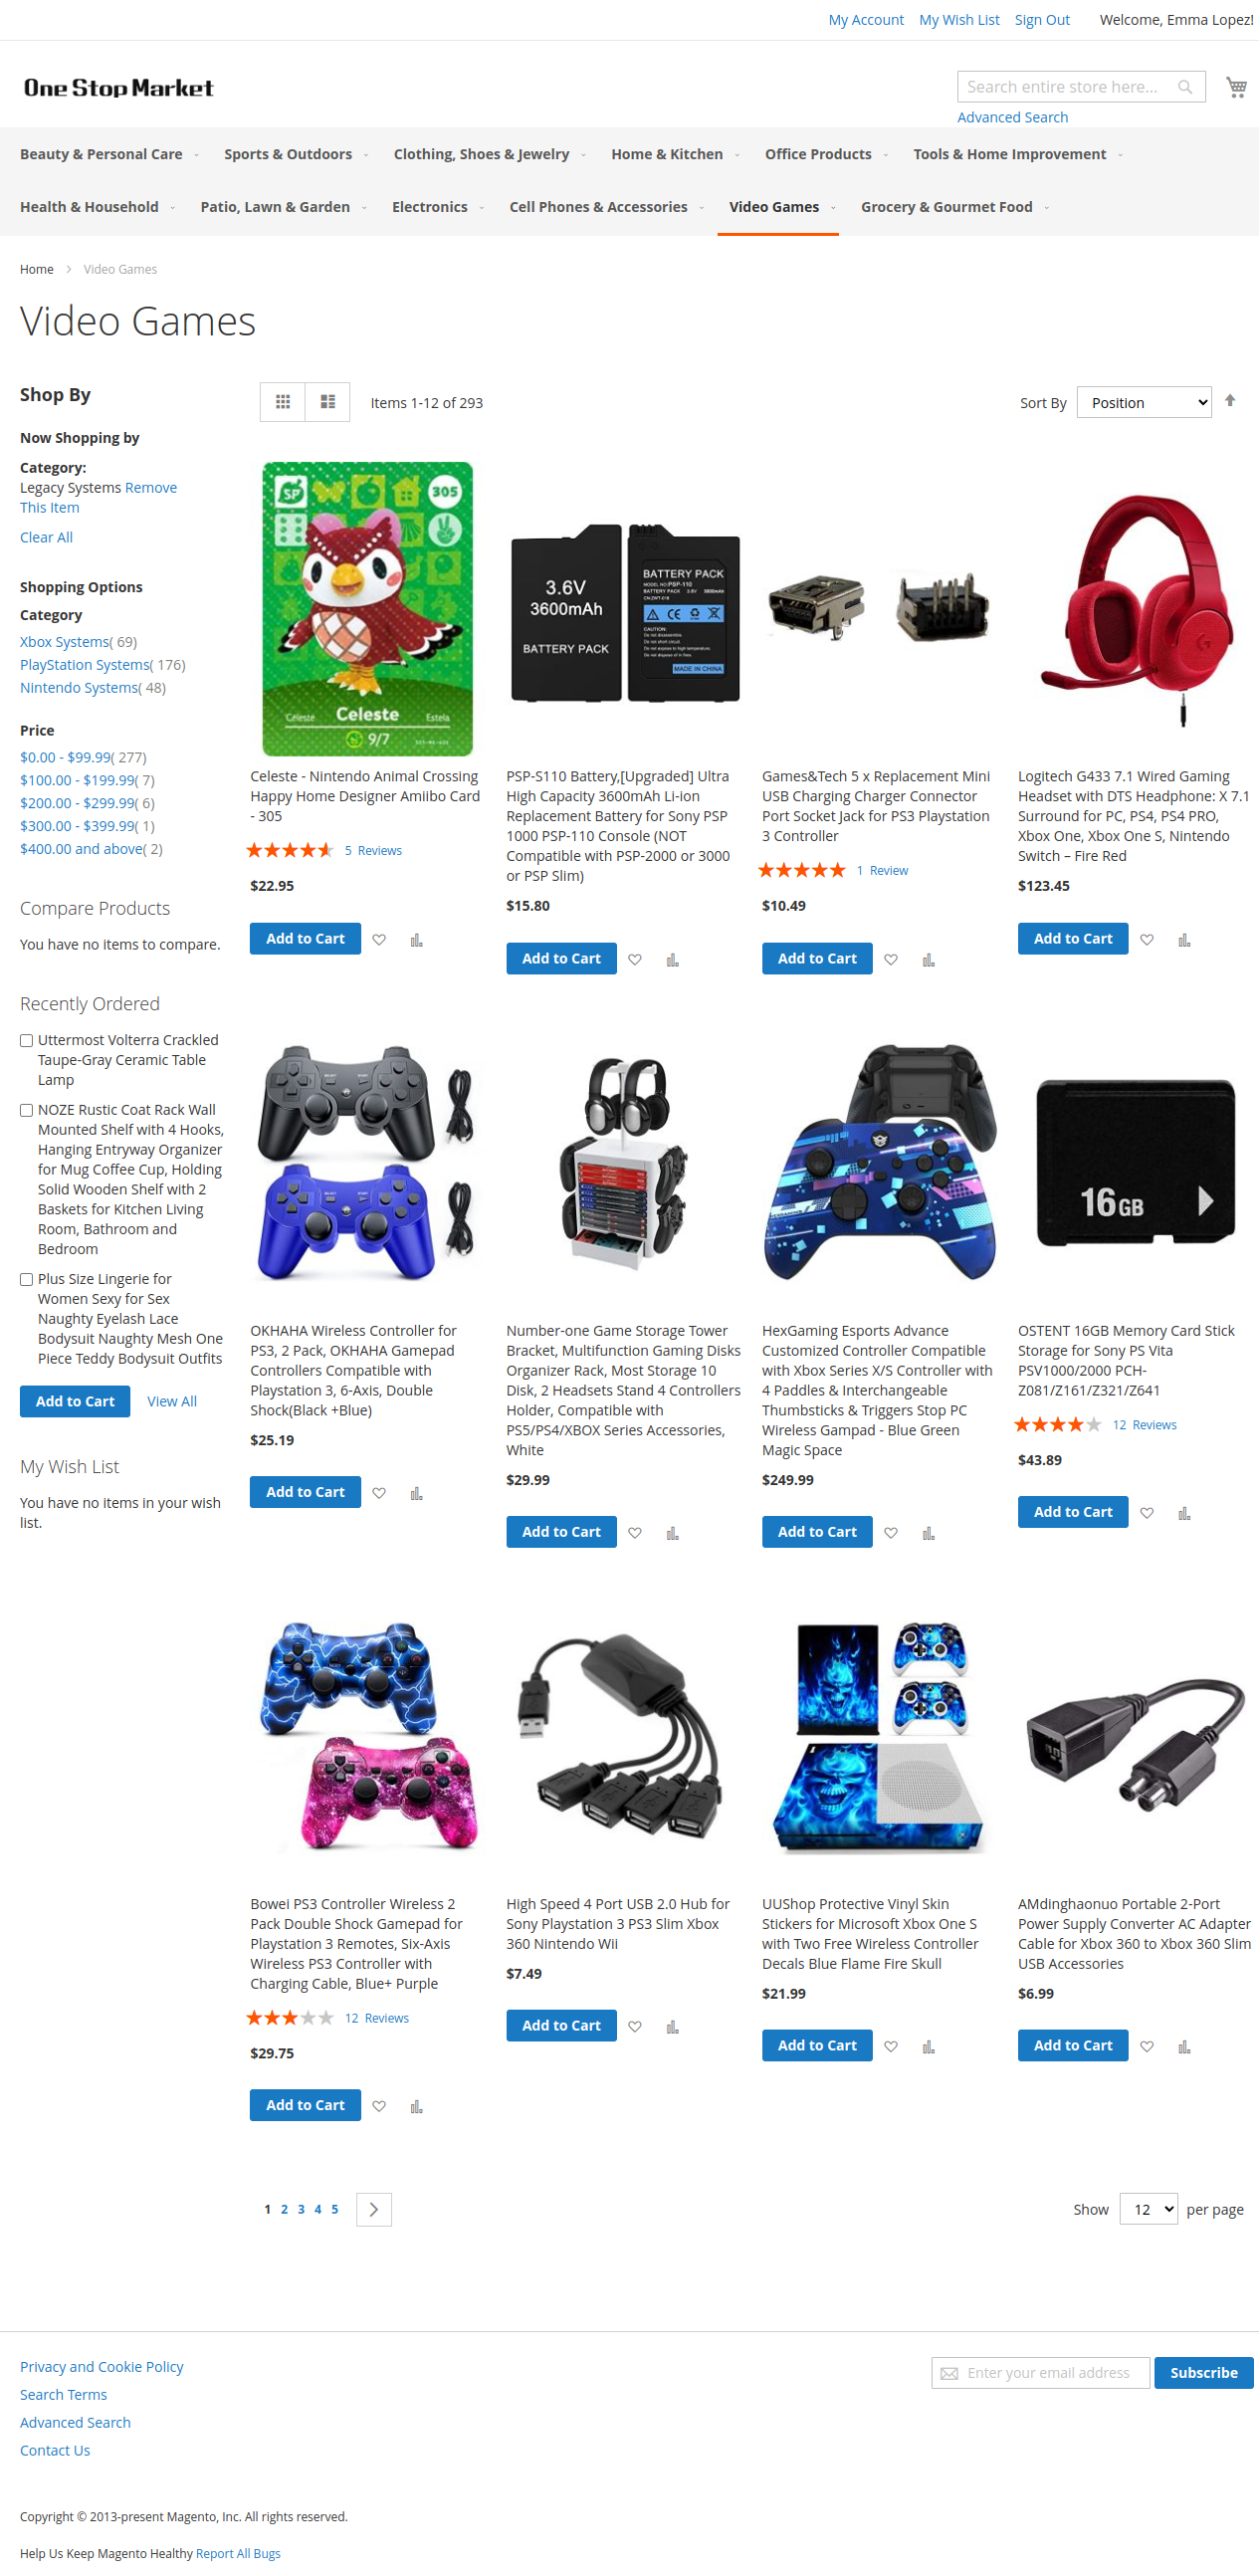 My Account My Wish List Sign Out Welcome, Emma Lopez!
One Stop Market
Search entire store here...
Advanced Search
Beauty & Personal Care Sports & Outdoors Clothing, Shoes & Jewelry Home & Kitchen Office Products Tools & Home Improvement
Health & Household Patio, Lawn & Garden Electronics Cell Phones & Accessories Video Games Grocery & Gourmet Food
Home Video Games
Video Games
Shop By
Now Shopping by
Category:
Legacy Systems Remove
This Item
Clear All
Shopping Options
Category
Xbox Systems( 69)
PlayStation Systems( 176)
Nintendo Systems( 48)
Price
$0.00 - $99.99( 277)
$100.00 - $199.99( 7)
$200.00 - $299.99( 6)
$300.00 - $399.99( 1)
$400.00 and above( 2)
Compare Products
You have no items to compare.
Recently Ordered
Uttermost Volterra Crackled
Taupe-Gray Ceramic Table
Lamp
NOZE Rustic Coat Rack Wall
Mounted Shelf with 4 Hooks,
Hanging Entryway Organizer
for Mug Coffee Cup, Holding
Solid Wooden Shelf with 2
Baskets for Kitchen Living
Room, Bathroom and
Bedroom
Plus Size Lingerie for
Women Sexy for Sex
Naughty Eyelash Lace
Bodysuit Naughty Mesh One
Piece Teddy Bodysuit Outfits
Add to Cart View All
My Wish List
You have no items in your wish
list.
Items 1-12 of 293
Sort By Position
SP
305
Céleste Celeste Estela
9/7
3.6V
3600mAh
BATTERY PACK
BATTERY PACK
MADE IN CHINA
Celeste - Nintendo Animal Crossing
Happy Home Designer Amiibo Card
- 305
5 Reviews
$22.95
Add to Cart
PSP-S110 Battery,[Upgraded] Ultra
High Capacity 3600mAh Li-ion
Replacement Battery for Sony PSP
1000 PSP-110 Console (NOT
Compatible with PSP-2000 or 3000
or PSP Slim)
$15.80
Add to Cart
Games&Tech 5 x Replacement Mini
USB Charging Charger Connector
Port Socket Jack for PS3 Playstation
3 Controller
1 Review
$10.49
Add to Cart
Logitech G433 7.1 Wired Gaming
Headset with DTS Headphone: X 7.1
Surround for PC, PS4, PS4 PRO,
Xbox One, Xbox One S, Nintendo
Switch – Fire Red
$123.45
Add to Cart
OKHAHA Wireless Controller for
PS3, 2 Pack, OKHAHA Gamepad
Controllers Compatible with
Playstation 3, 6-Axis, Double
Shock(Black +Blue)
$25.19
Add to Cart
Number-one Game Storage Tower
Bracket, Multifunction Gaming Disks
Organizer Rack, Most Storage 10
Disk, 2 Headsets Stand 4 Controllers
Holder, Compatible with
PS5/PS4/XBOX Series Accessories,
White
$29.99
Add to Cart
HexGaming Esports Advance
Customized Controller Compatible
with Xbox Series X/S Controller with
4 Paddles & Interchangeable
Thumbsticks & Triggers Stop PC
Wireless Gampad - Blue Green
Magic Space
$249.99
Add to Cart
16GB
OSTENT 16GB Memory Card Stick
Storage for Sony PS Vita
PSV1000/2000 PCH-
Z081/Z161/Z321/Z641
12 Reviews
$43.89
Add to Cart
Bowei PS3 Controller Wireless 2
Pack Double Shock Gamepad for
Playstation 3 Remotes, Six-Axis
Wireless PS3 Controller with
Charging Cable, Blue+ Purple
12 Reviews
$29.75
Add to Cart
High Speed 4 Port USB 2.0 Hub for
Sony Playstation 3 PS3 Slim Xbox
360 Nintendo Wii
$7.49
Add to Cart
UUShop Protective Vinyl Skin
Stickers for Microsoft Xbox One S
with Two Free Wireless Controller
Decals Blue Flame Fire Skull
$21.99
Add to Cart
AMdinghaonuo Portable 2-Port
Power Supply Converter AC Adapter
Cable for Xbox 360 to Xbox 360 Slim
USB Accessories
$6.99
Add to Cart
1 2 3 4 5
Show 12 per page
Privacy and Cookie Policy
Search Terms
Advanced Search
Contact Us
Enter your email address Subscribe
Copyright © 2013-present Magento, Inc. All rights reserved.
Help Us Keep Magento Healthy Report All Bugs